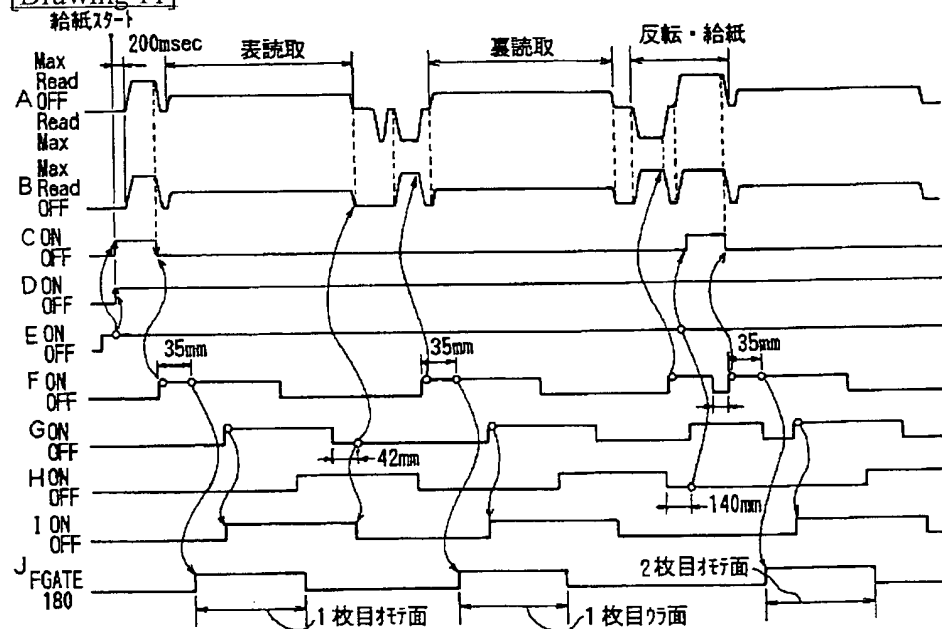 [Drawing 11]
給紙スタート
200msec
表読取
裏読取
反転・給紙
Max
Read
A OFF
Read
Max
Max
B Read
OFF
C ON
OFF
D ON
OFF
E ON
OFF
35mm
35mm
35mm
F ON
OFF
G ON
OFF
42mm
H ON
OFF
140mm
I ON
OFF
J FGATE
180
1枚目オモテ面
1枚目ウラ面
2枚目オモテ面